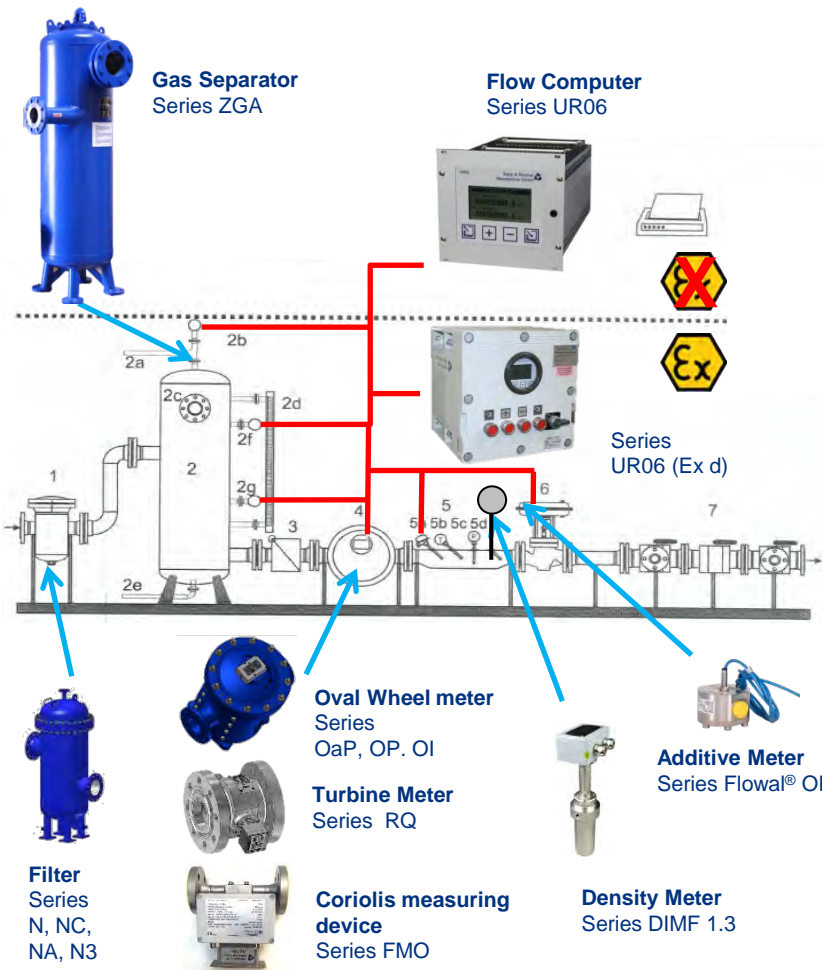 Gas Separator
Series ZGA
Flow Computer
Series UR06
Ex
2b
2a
Ex
2c
2d
2f
Series
UR06 (Ex d)
1
2
2g
6
4
5
7
3
5a 5b 5c 5d
2e
Oval Wheel meter
Series
OaP, OP. OI
Additive Meter
Series Flowal® OI
Turbine Meter
Series RQ
Filter
Series
N, NC,
NA, N3
Coriolis measuring
device
Series FMO
Density Meter
Series DIMF 1.3